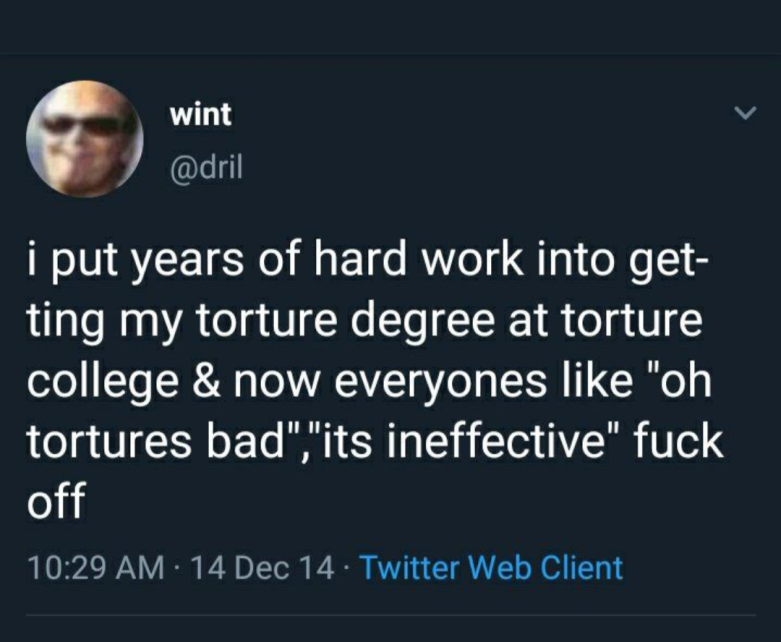 wint
@dril
i put years of hard work into get-
ting my torture degree at torture
college & now everyones like "oh
tortures bad","its ineffective" fuck
off
10:29 AM · 14 Dec 14 · Twitter Web Client